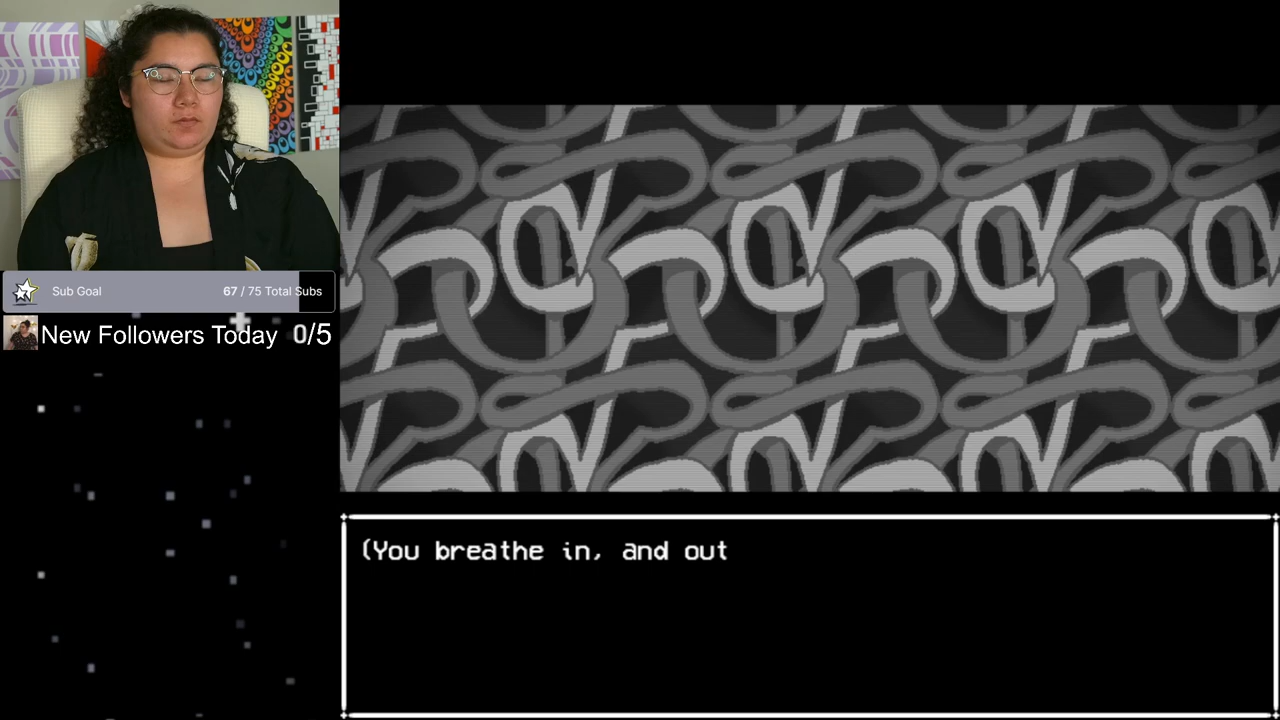 Sub Goal 67 / 75 Total Subs
New Followers Today 0/5
(You breathe in, and out